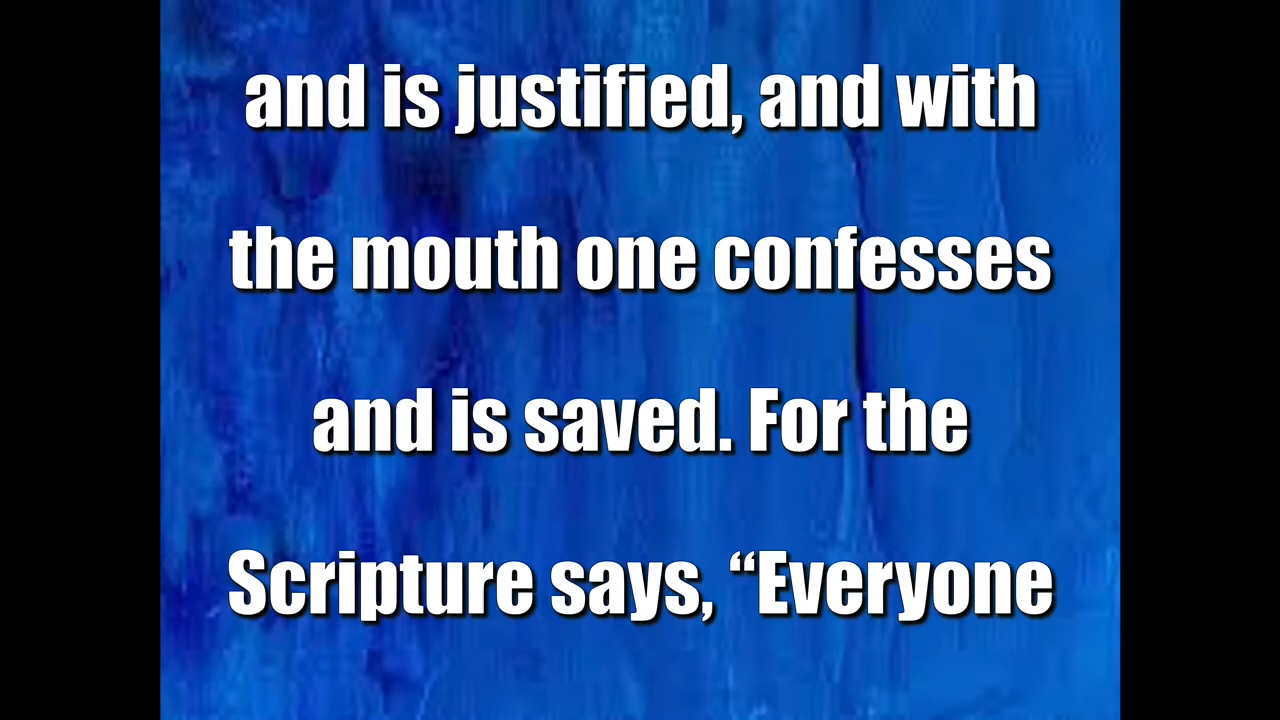 and is justified, and with
the mouth one confesses
and is saved. For the
Scripture says, “Everyone